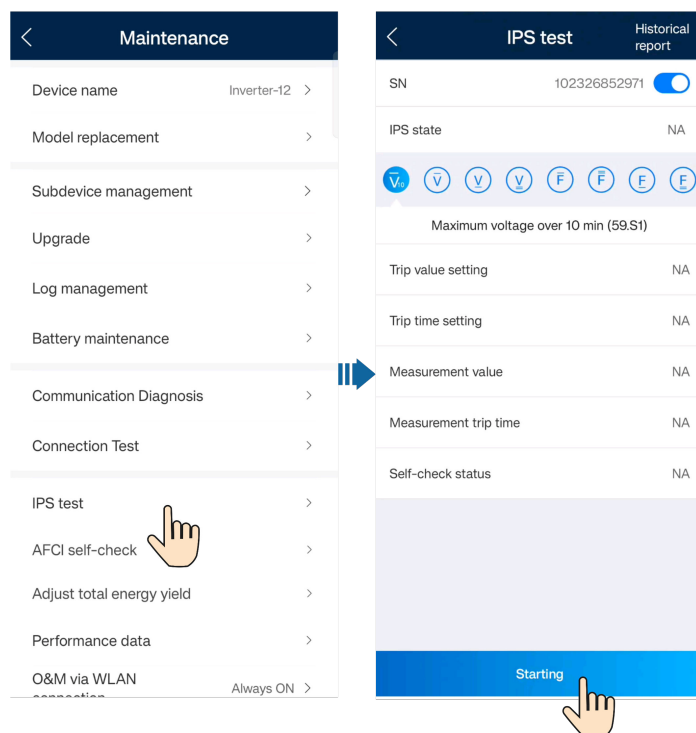 Maintenance
Device name Inverter-12
Model replacement
Subdevice management
Upgrade
Log management
Battery maintenance
Communication Diagnosis
Connection Test
IPS test
AFCI self-check
Adjust total energy yield
Performance data
O&M via WLAN
connection
Always ON
IPS test
Historical
report
SN 102326852971
IPS state NA
V10 V V V F F F F
Maximum voltage over 10 min (59.S1)
Trip value setting NA
Trip time setting NA
Measurement value NA
Measurement trip time NA
Self-check status NA
Starting